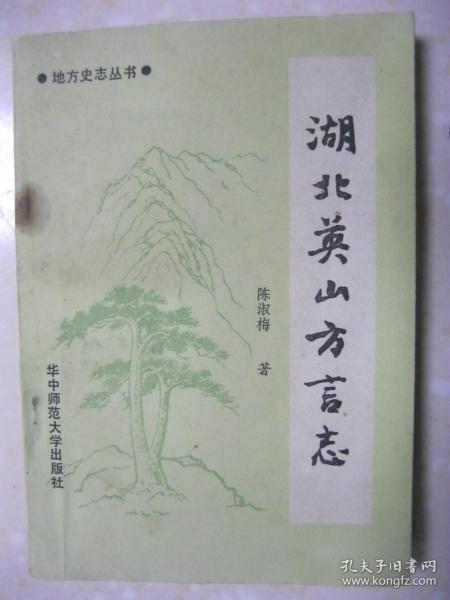 ●地方史志丛书●
湖北英山方言志
陈淑梅 著
华中师范大学出版社
孔夫子旧书网
www.kongfz.com